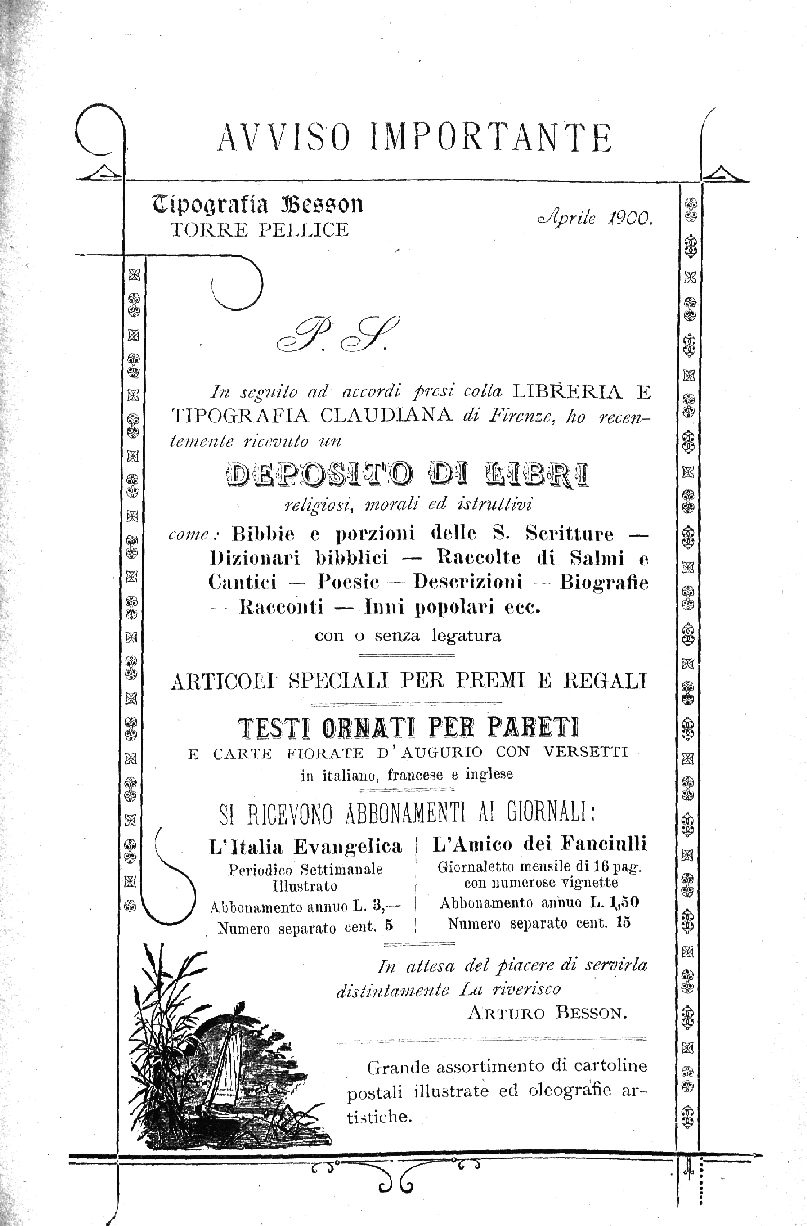 AVVISO IMPORTANTE
Tipografia Besson
TORRE PELLICE
Aprile 1900.
P. S.
In seguito ad accordi presi colla LIBRERIA E
TIPOGRAFIA CLAUDIANA di Firenze, ho recen-
temente ricevuto un
DEPOSITO DI LIBRI
religiosi, morali ed istruttivi
come: Bibbie e porzioni delle S. Scritture —
Dizionari bibblici — Raccolte di Salmi e
Cantici — Poesie — Descrizioni — Biografie
— Racconti — Inni popolari ecc.
con o senza legatura
ARTICOLI SPECIALI PER PREMI E REGALI
TESTI ORNATI PER PARETI
E CARTE FIORATE D'AUGURIO CON VERSETTI
in italiano, francese e inglese
SI RICEVONO ABBONAMENTI AI GIORNALI:
L'Italia Evangelica
Periodico Settimanale
Illustrato
Abbonamento annuo L. 3,—
Numero separato cent. 5
L'Amico dei Fanciulli
Giornaletto mensile di 16 pag.
con numerose vignette
Abbonamento annuo L. 1,50
Numero separato cent. 15
In attesa del piacere di servirla
distintamente La riverisco
ARTURO BESSON.
Grande assortimento di cartoline
postali illustrate ed oleografie ar-
tistiche.